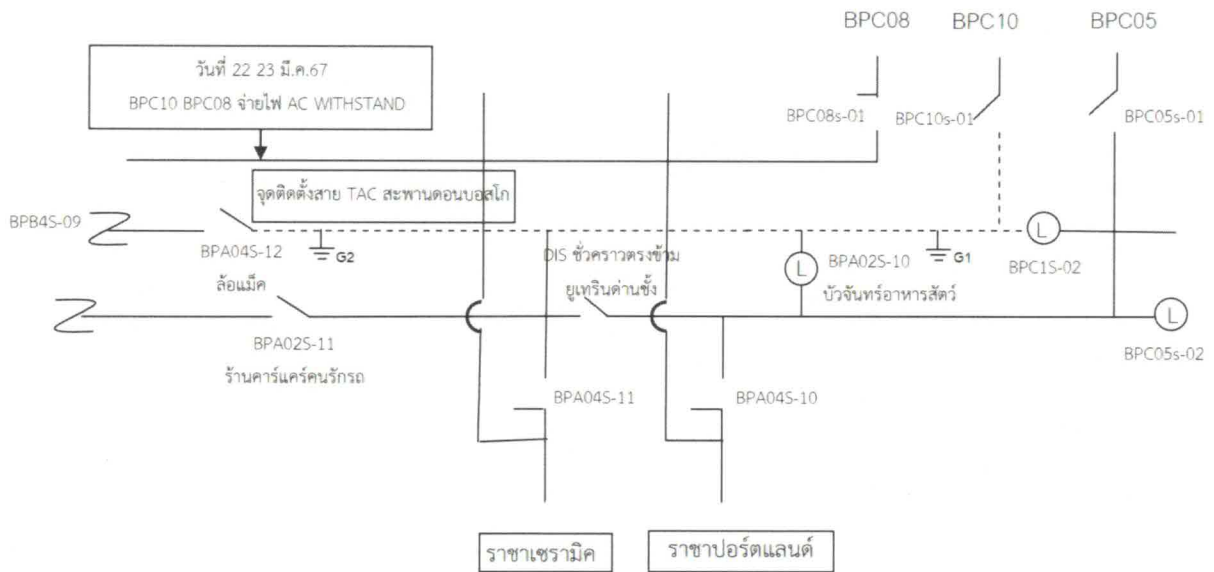 BPC08
BPC10
BPC05
วันที่ 22 23 มี.ค.67
BPC10 BPC08 จ่ายไฟ AC WITHSTAND
BPC08s-01
BPC10s-01
BPC05s-01
จุดติดตั้งสาย TAC สะพานดอนบอสโก
BPB4S-09
BPA04S-12
ล้อแม็ค
G2
DIS ชั่วคราวตรงข้าม
ยูเทรินด่านชั้ง
L
BPA02S-10
บัวจันทร์อาหารสัตว์
G1
L
BPC1S-02
BPA02S-11
ร้านคาร์แคร์คนรักรถ
L
BPC05s-02
BPA04S-11
BPA04S-10
ราชาเซรามิค
ราชาปอร์ตแลนด์